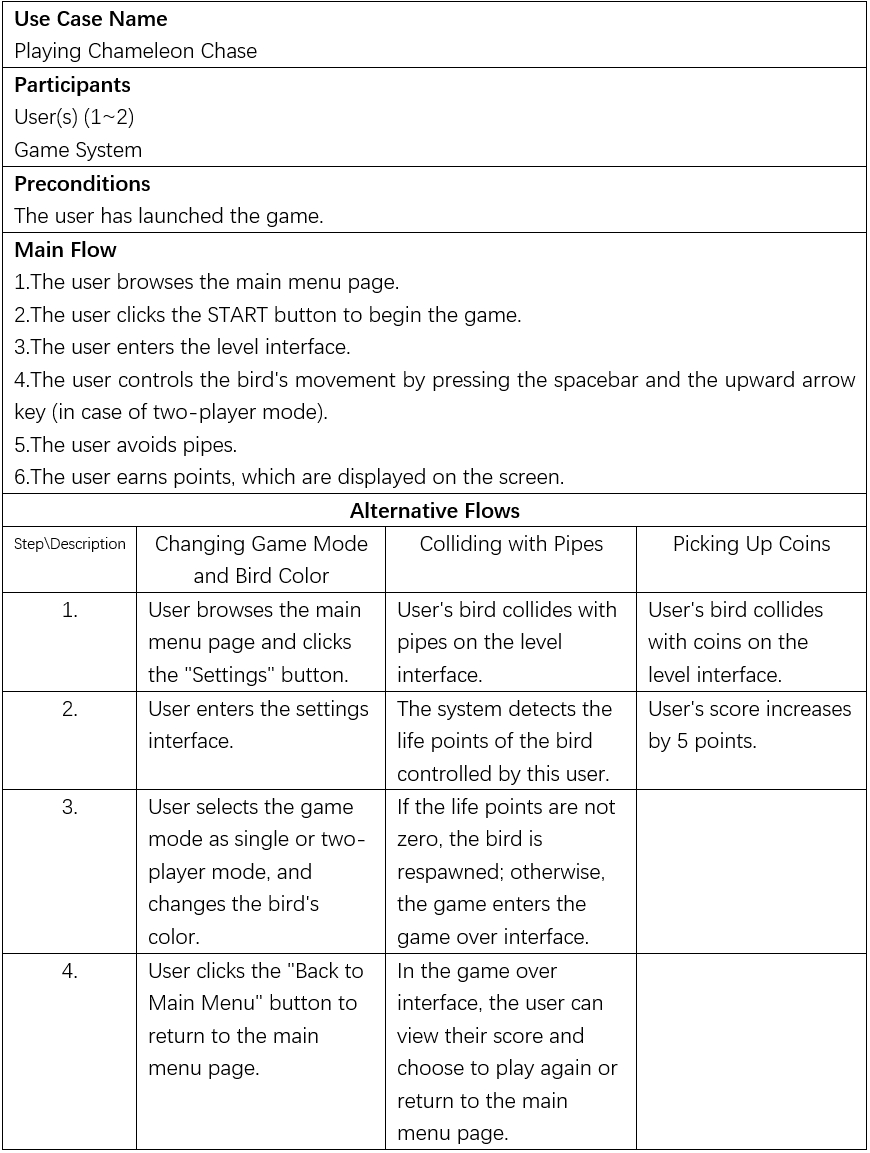 Use Case Name
Playing Chameleon Chase
Participants
User(s) (1~2)
Game System
Preconditions
The user has launched the game.
Main Flow
1.The user browses the main menu page.
2.The user clicks the START button to begin the game.
3.The user enters the level interface.
4.The user controls the bird's movement by pressing the spacebar and the upward arrow
key (in case of two-player mode).
5.The user avoids pipes.
6.The user earns points, which are displayed on the screen.
Alternative Flows
Step\Description
Changing Game Mode
and Bird Color
Colliding with Pipes
Picking Up Coins
1.
User browses the main
menu page and clicks
the "Settings" button.
User's bird collides with
pipes on the level
interface.
User's bird collides
with coins on the
level interface.
2.
User enters the settings
interface.
The system detects the
life points of the bird
controlled by this user.
User's score increases
by 5 points.
3.
User selects the game
mode as single or two-
player mode, and
changes the bird's
color.
If the life points are not
zero, the bird is
respawned; otherwise,
the game enters the
game over interface.
4.
User clicks the "Back to
Main Menu" button to
return to the main
menu page.
In the game over
interface, the user can
view their score and
choose to play again or
return to the main
menu page.